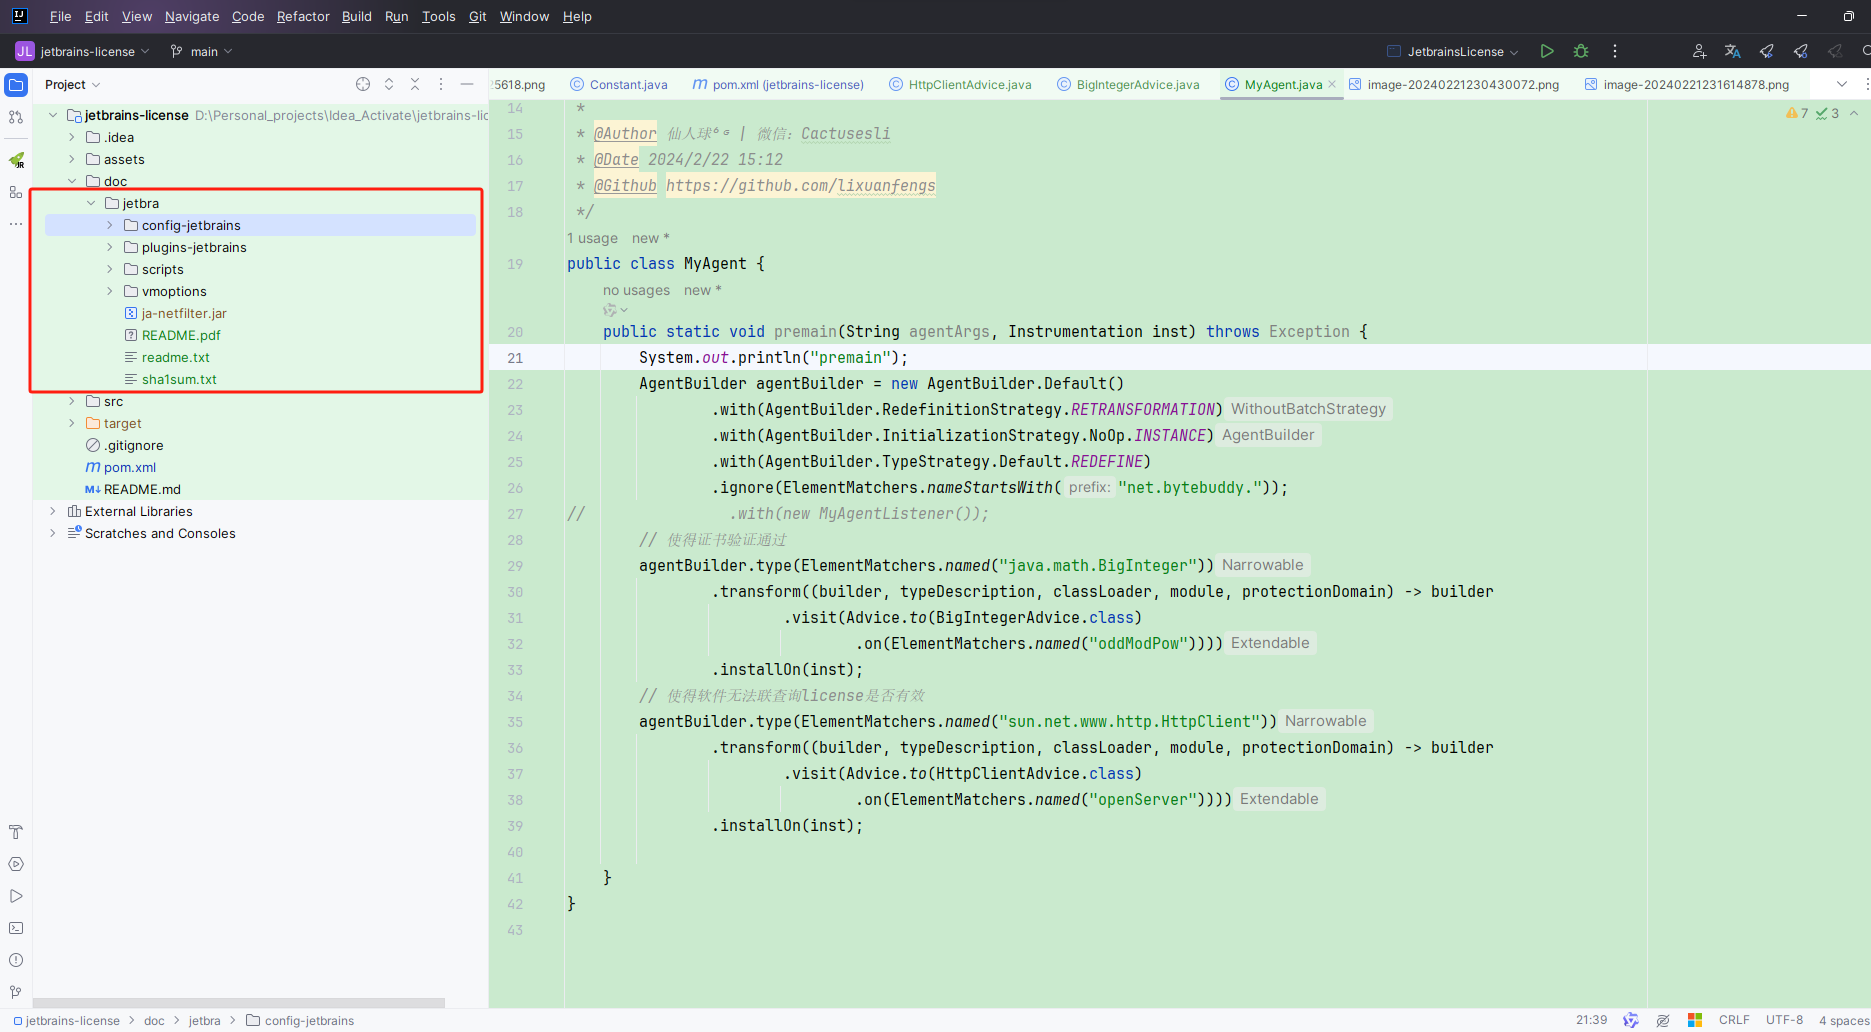 File Edit View Navigate Code Refactor Build Run Tools Git Window Help
JL jetbrains-license main JetbrainsLicense
Project
25618.png Constant.java pom.xml (jetbrains-license) HttpClientAdvice.java BigIntegerAdvice.java MyAgent.java image-20240221230430072.png image-20240221231614878.png
jetbrains-license D:\Personal_projects\Idea_Activate\jetbrains-lic
.idea
assets
doc
jetbra
config-jetbrains
plugins-jetbrains
scripts
vmoptions
ja-netfilter.jar
README.pdf
readme.txt
sha1sum.txt
src
target
.gitignore
pom.xml
README.md
External Libraries
Scratches and Consoles
7 3
14 *
15 * @Author 仙人球⁶ᴳ | 微信: Cactusesli
16 * @Date 2024/2/22 15:12
17 * @Github https://github.com/lixuanfengs
18 */
1 usage new *
19 public class MyAgent {
no usages new *
20 public static void premain(String agentArgs, Instrumentation inst) throws Exception {
21 System.out.println("premain");
22 AgentBuilder agentBuilder = new AgentBuilder.Default()
23 .with(AgentBuilder.RedefinitionStrategy.RETRANSFORMATION) WithoutBatchStrategy
24 .with(AgentBuilder.InitializationStrategy.NoOp.INSTANCE) AgentBuilder
25 .with(AgentBuilder.TypeStrategy.Default.REDEFINE)
26 .ignore(ElementMatchers.nameStartsWith( prefix: "net.bytebuddy."));
27 // .with(new MyAgentListener());
28 // 使得证书验证通过
29 agentBuilder.type(ElementMatchers.named("java.math.BigInteger")) Narrowable
30 .transform((builder, typeDescription, classLoader, module, protectionDomain) -> builder
31 .visit(Advice.to(BigIntegerAdvice.class)
32 .on(ElementMatchers.named("oddModPow")))) Extendable
33 .installOn(inst);
34 // 使得软件无法联查询license是否有效
35 agentBuilder.type(ElementMatchers.named("sun.net.www.http.HttpClient")) Narrowable
36 .transform((builder, typeDescription, classLoader, module, protectionDomain) -> builder
37 .visit(Advice.to(HttpClientAdvice.class)
38 .on(ElementMatchers.named("openServer")))) Extendable
39 .installOn(inst);
40
41 }
42 }
43
jetbrains-license > doc > jetbra > config-jetbrains
21:39 CRLF UTF-8 4 spaces